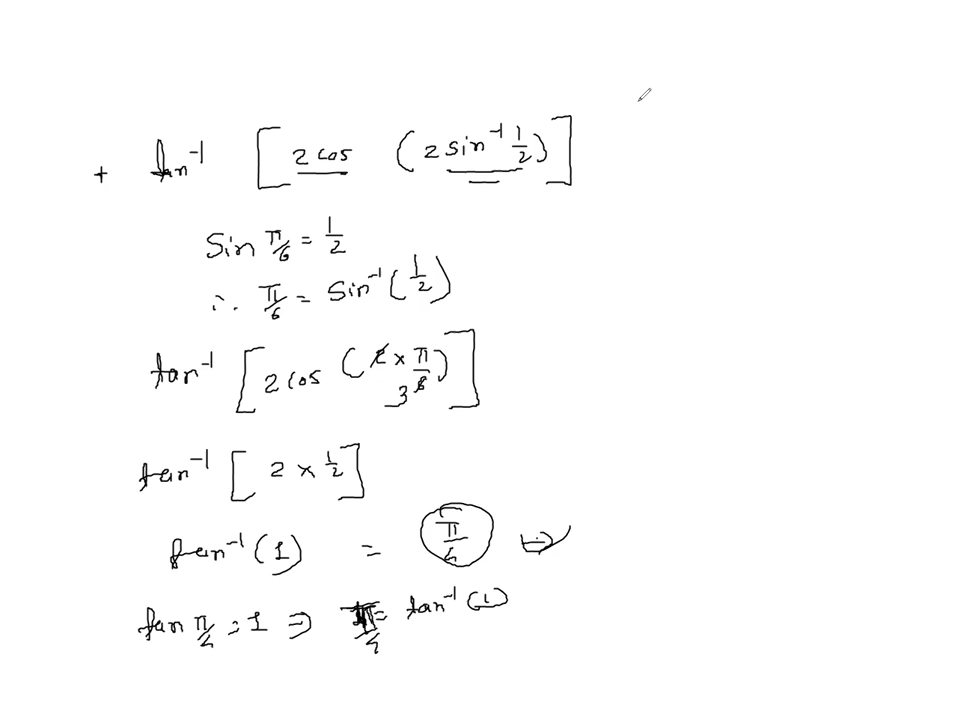 + tan⁻¹ [ 2 cos ( 2 sin⁻¹ 1/2 ) ]
Sin π/6 = 1/2
∴ π/6 = Sin⁻¹ ( 1/2 )
tan⁻¹ [ 2 cos ( 2 × π/6 3 ) ]
tan⁻¹ [ 2 × 1/2 ]
tan⁻¹ ( 1 ) = π/4
tan π/4 = 1 ⇒ π/4 = tan⁻¹ (1)